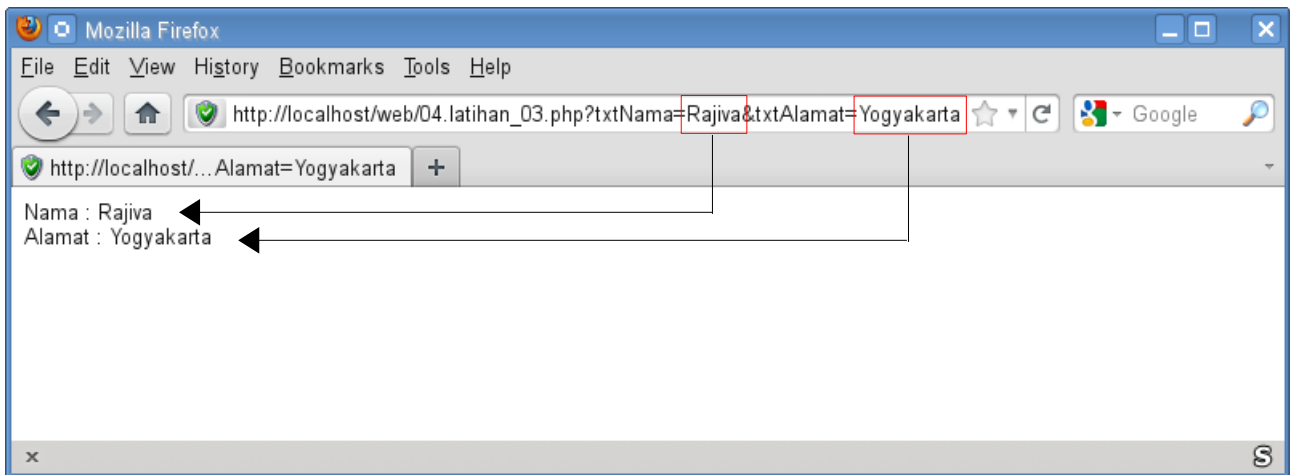 Mozilla Firefox
File Edit View History Bookmarks Tools Help
http://localhost/web/04.latihan_03.php?txtNama=Rajiva&txtAlamat=Yogyakarta Google
http://localhost/...Alamat=Yogyakarta +
Nama : Rajiva
Alamat : Yogyakarta
x S